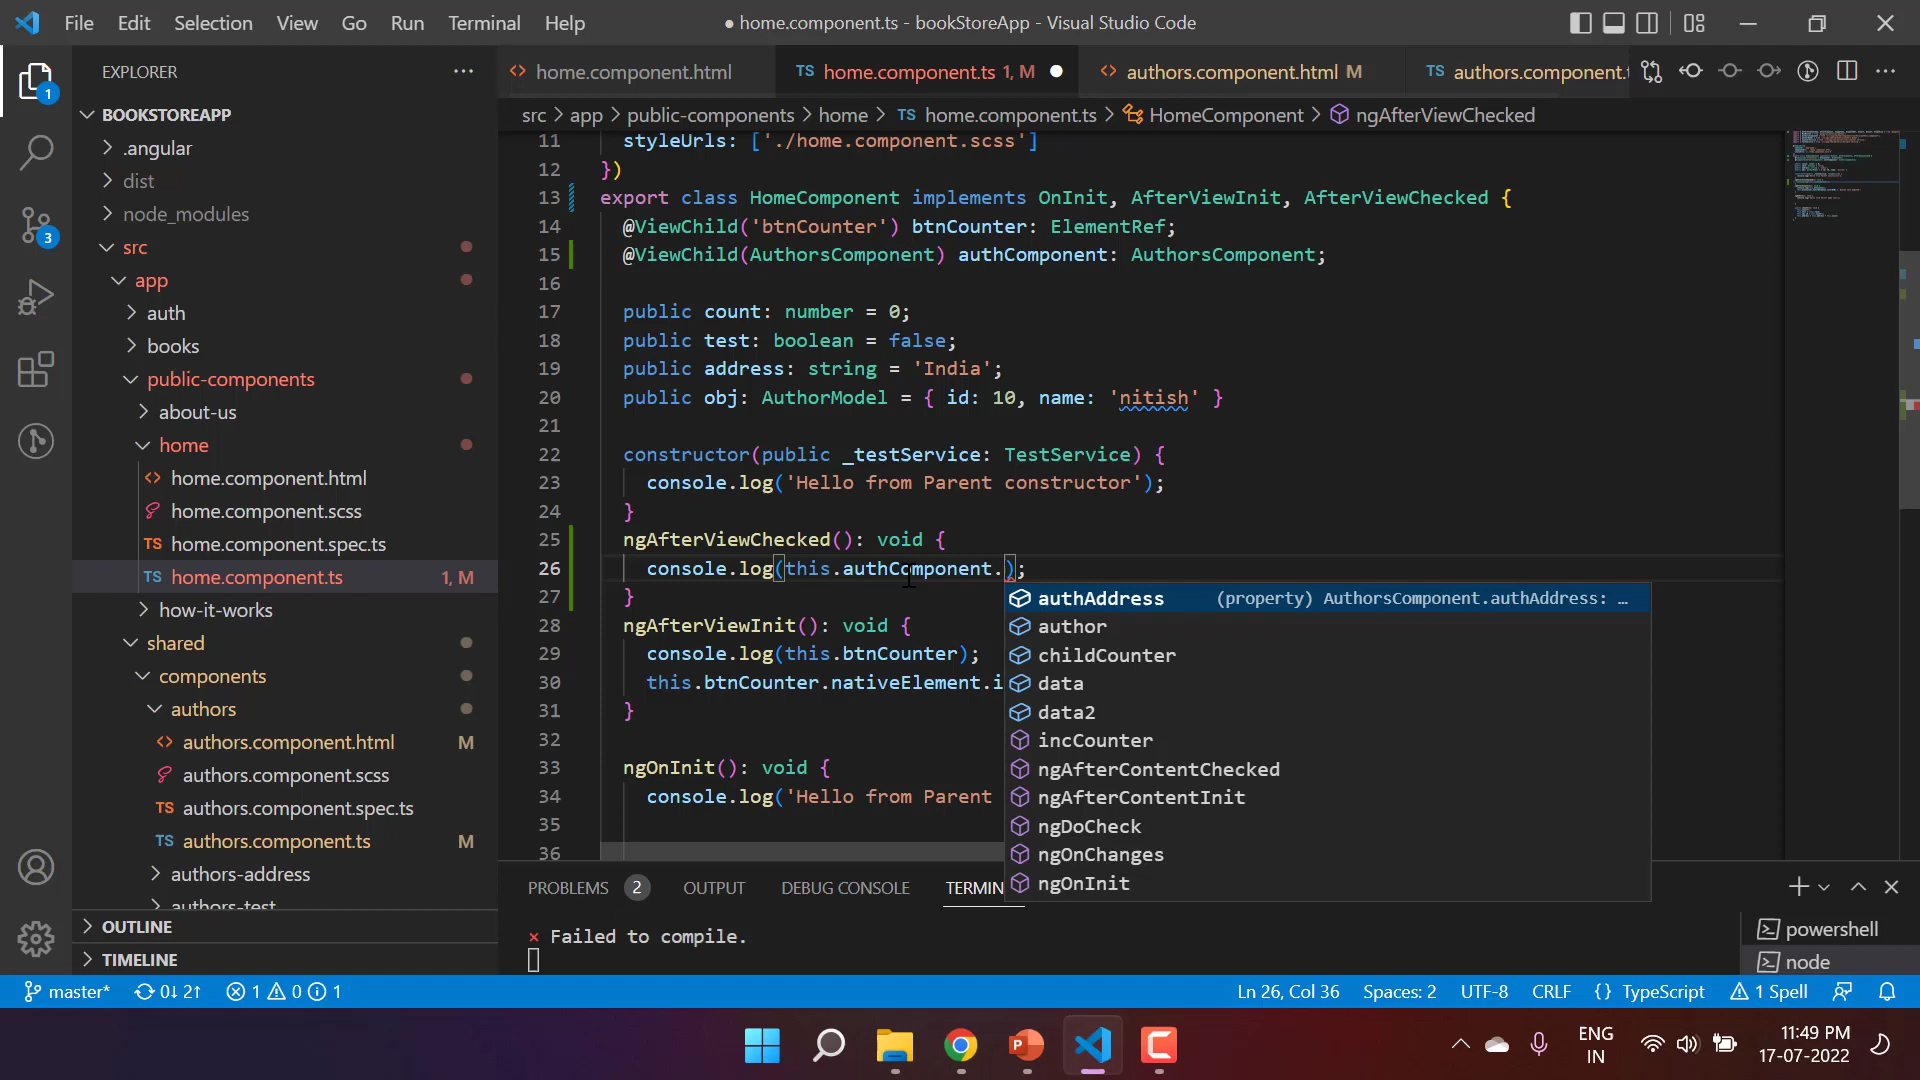 File Edit Selection View Go Run Terminal Help
● home.component.ts - bookStoreApp - Visual Studio Code
EXPLORER
home.component.html
TS home.component.ts 1, M
authors.component.html M
TS authors.component.t
src > app > public-components > home > TS home.component.ts > HomeComponent > ngAfterViewChecked
1
3
BOOKSTOREAPP
.angular
dist
node_modules
src
app
auth
books
public-components
about-us
home
home.component.html
home.component.scss
TS home.component.spec.ts
TS home.component.ts 1, M
how-it-works
shared
components
authors
authors.component.html M
authors.component.scss
TS authors.component.spec.ts
TS authors.component.ts M
authors-address
authors-test
OUTLINE
TIMELINE
11 styleUrls: ['./home.component.scss']
12 })
13 export class HomeComponent implements OnInit, AfterViewInit, AfterViewChecked {
14 @ViewChild('btnCounter') btnCounter: ElementRef;
15 @ViewChild(AuthorsComponent) authComponent: AuthorsComponent;
16
17 public count: number = 0;
18 public test: boolean = false;
19 public address: string = 'India';
20 public obj: AuthorModel = { id: 10, name: 'nitish' }
21
22 constructor(public _testService: TestService) {
23 console.log('Hello from Parent constructor');
24 }
25 ngAfterViewChecked(): void {
26 console.log(this.authComponent.);
27 }
28 ngAfterViewInit(): void {
29 console.log(this.btnCounter);
30 this.btnCounter.nativeElement.i
31 }
32
33 ngOnInit(): void {
34 console.log('Hello from Parent
35
36
authAddress (property) AuthorsComponent.authAddress: …
author
childCounter
data
data2
incCounter
ngAfterContentChecked
ngAfterContentInit
ngDoCheck
ngOnChanges
ngOnInit
PROBLEMS 2 OUTPUT DEBUG CONSOLE TERMIN
× Failed to compile.
powershell
node
master* 0↓ 2↑ 1 0 1
Ln 26, Col 36 Spaces: 2 UTF-8 CRLF {} TypeScript 1 Spell
ENG
IN
11:49 PM
17-07-2022